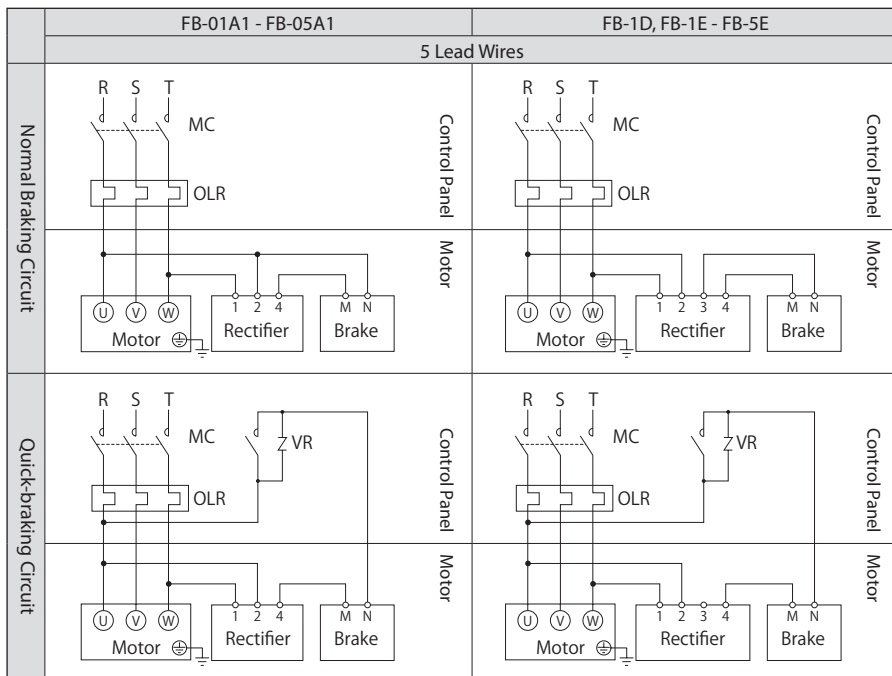 FB-01A1 - FB-05A1
FB-1D, FB-1E - FB-5E
5 Lead Wires
Normal Braking Circuit
R S T
MC
OLR
Control Panel
Motor
U V W
Motor
1 2 4
Rectifier
M N
Brake
R S T
MC
OLR
Control Panel
Motor
U V W
Motor
1 2 3 4
Rectifier
M N
Brake
Quick-braking Circuit
R S T
MC
VR
OLR
Control Panel
Motor
U V W
Motor
1 2 4
Rectifier
M N
Brake
R S T
MC
VR
OLR
Control Panel
Motor
U V W
Motor
1 2 3 4
Rectifier
M N
Brake